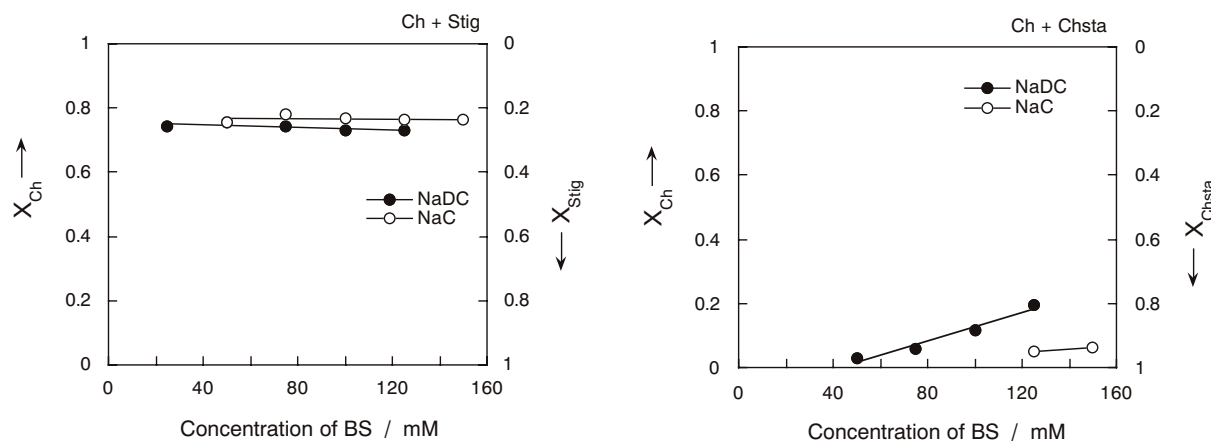 Ch + Stig
1
0.8
0.6
0.4
0.2
0
0
0.2
0.4
0.6
0.8
1
0 40 80 120 160
X_Ch →
← X_Stig
NaDC
NaC
Concentration of BS / mM
Ch + Chsta
1
0.8
0.6
0.4
0.2
0
0
0.2
0.4
0.6
0.8
1
0 40 80 120 160
X_Ch →
← X_Chsta
NaDC
NaC
Concentration of BS / mM